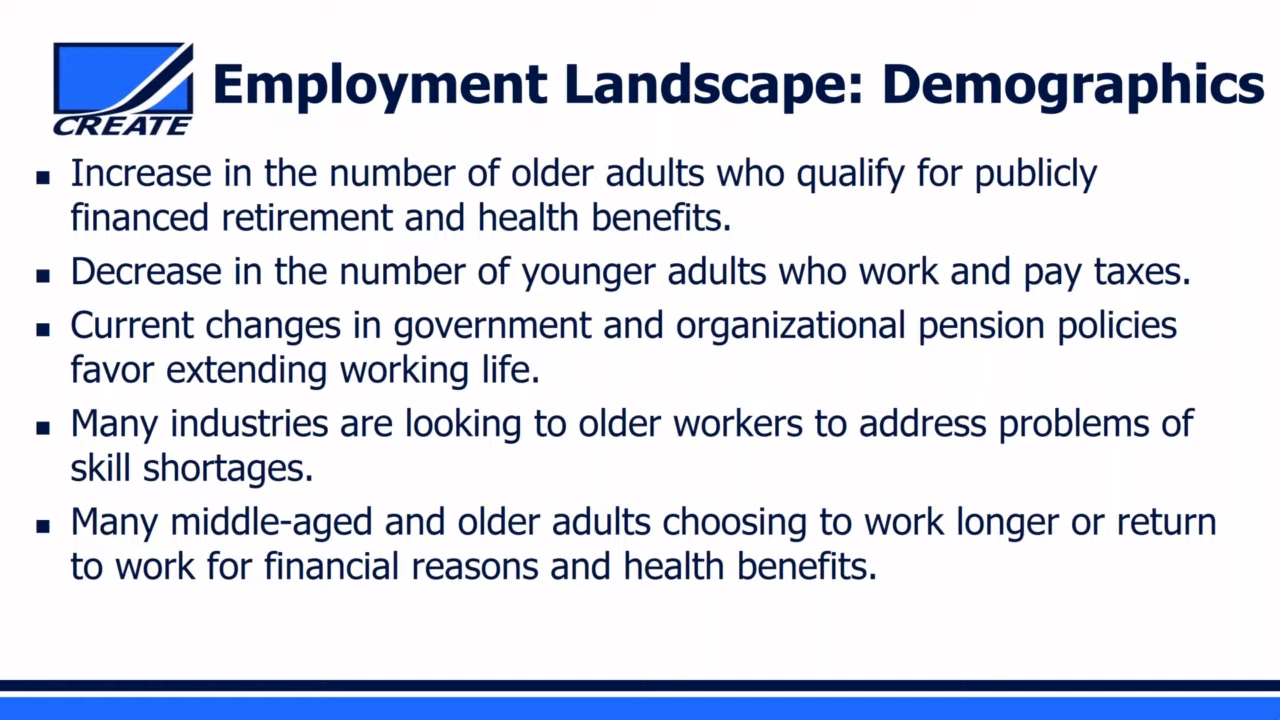 CREATE
Employment Landscape: Demographics
▪ Increase in the number of older adults who qualify for publicly
financed retirement and health benefits.
▪ Decrease in the number of younger adults who work and pay taxes.
▪ Current changes in government and organizational pension policies
favor extending working life.
▪ Many industries are looking to older workers to address problems of
skill shortages.
▪ Many middle-aged and older adults choosing to work longer or return
to work for financial reasons and health benefits.